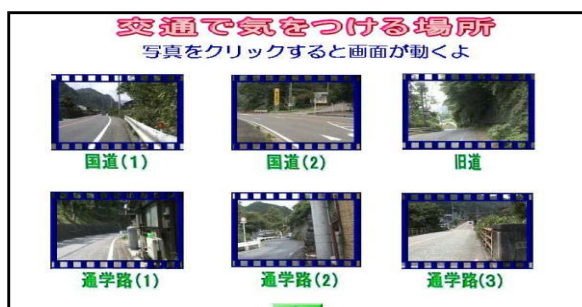 交通で気をつける場所
写真をクリックすると画面が動くよ
国道(1)
国道(2)
旧道
通学路(1)
通学路(2)
通学路(3)